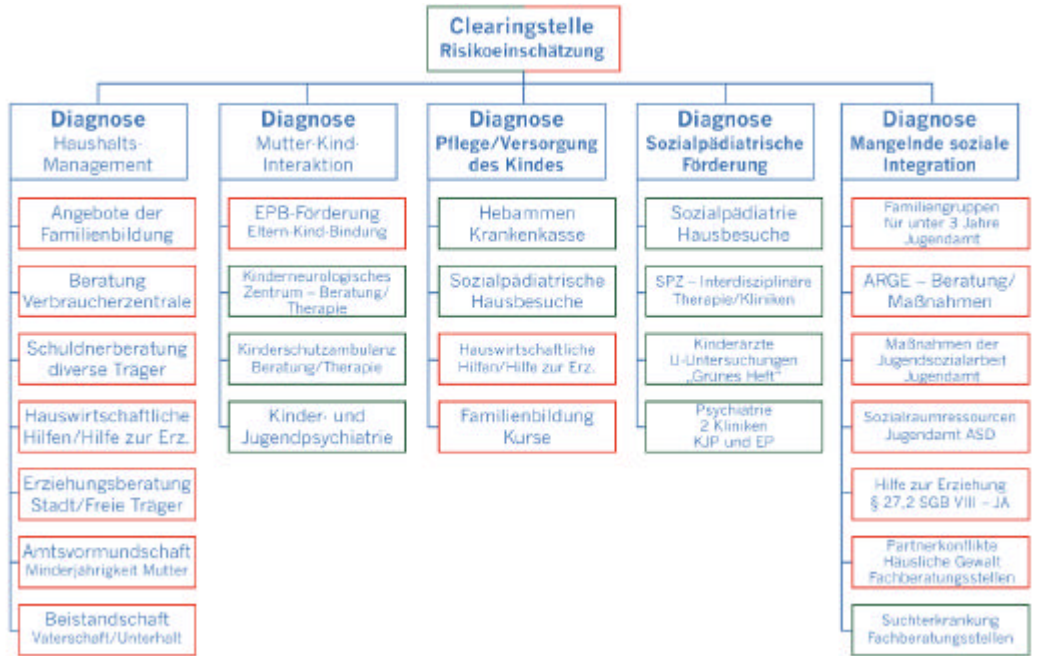 Clearingstelle
Risikoeinschätzung
Diagnose
Haushalts-
Management
Angebote der
Familienbildung
Beratung
Verbraucherzentrale
Schuldnerberatung
diverse Träger
Hauswirtschaftliche
Hilfen/Hilfe zur Erz.
Erziehungsberatung
Stadt/Freie Träger
Amtsvormundschaft
Minderjährigkeit Mutter
Beistandschaft
Vaterschaft/Unterhalt
Diagnose
Mutter-Kind-
Interaktion
EPB-Förderung
Eltern-Kind-Bindung
Kinderneurologisches
Zentrum – Beratung/
Therapie
Kinderschutzambulanz
Beratung/Therapie
Kinder- und
Jugendpsychiatrie
Diagnose
Pflege/Versorgung
des Kindes
Hebammen
Krankenkasse
Sozialpädiatrische
Hausbesuche
Hauswirtschaftliche
Hilfen/Hilfe zur Erz.
Familienbildung
Kurse
Diagnose
Sozialpädiatrische
Förderung
Sozialpädiatrie
Hausbesuche
SPZ – Interdisziplinäre
Therapie/Kliniken
Kinderärzte
U-Untersuchungen
„Grünes Heft"
Psychiatrie
2 Kliniken
KJP und EP
Diagnose
Mangelnde soziale
Integration
Familiengruppen
für unter 3 Jahre
Jugendamt
ARGE – Beratung/
Maßnahmen
Maßnahmen der
Jugendsozialarbeit
Jugendamt
Sozialraumressourcen
Jugendamt ASD
Hilfe zur Erziehung
§ 27,2 SGB VIII – JA
Partnerkonflikte
Häusliche Gewalt
Fachberatungsstellen
Suchterkrankung
Fachberatungsstellen